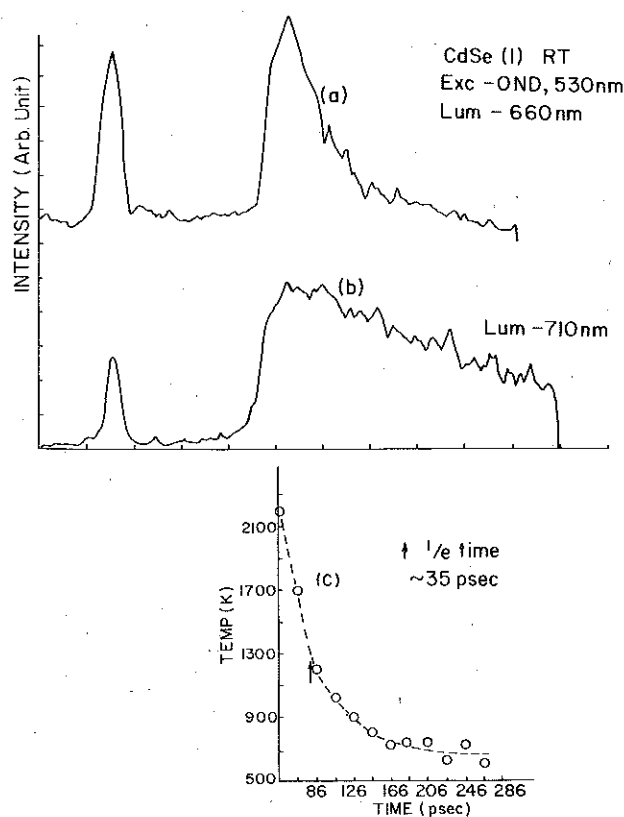 CdSe (I) RT
Exc - OND, 530nm
Lum - 660nm
(a)
INTENSITY (Arb. Unit)
(b)
Lum - 710nm
2100
1700
1300
900
500
TEMP (K)
(c)
↑ 1/e time
~35 psec
86 126 166 206 246 286
TIME (psec)